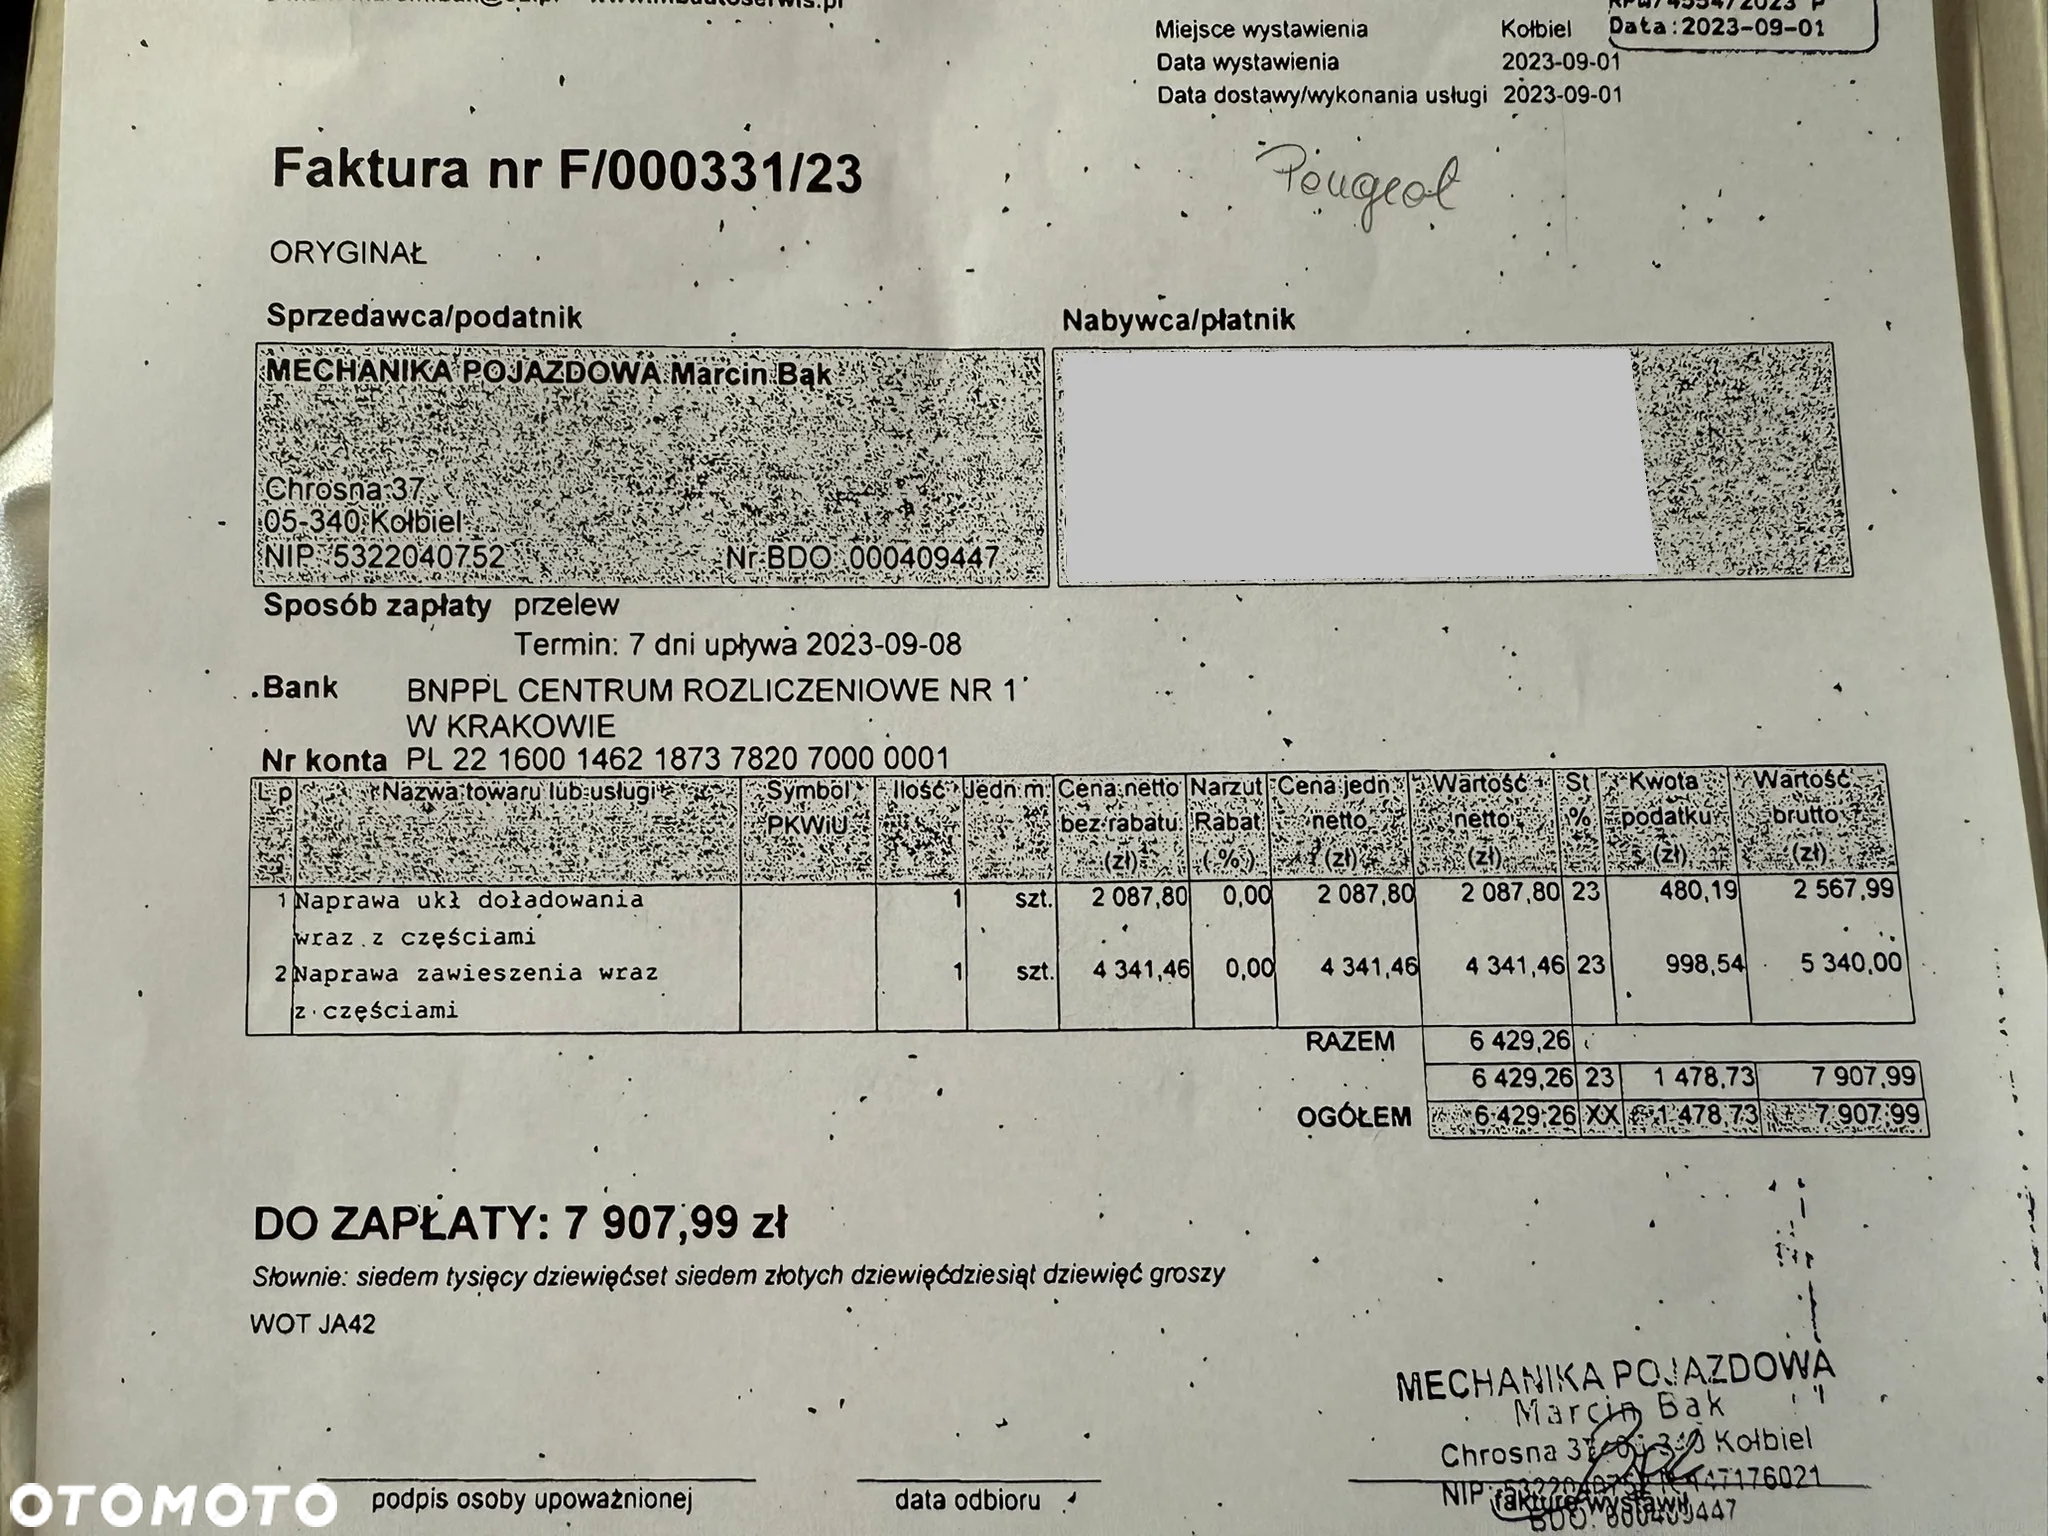 Miejsce wystawienia Kołbiel
Data:2023-09-01
Data wystawienia 2023-09-01
Data dostawy/wykonania usługi 2023-09-01
Faktura nr F/000331/23
Peugeot
ORYGINAŁ
Sprzedawca/podatnik
Nabywca/płatnik
MECHANIKA POJAZDOWA Marcin Bąk
Chrosna 37
05-340 Kołbiel
NIP 5322040752 Nr BDO 000409447
Sposób zapłaty przelew
Termin: 7 dni upływa 2023-09-08
Bank BNPPL CENTRUM ROZLICZENIOWE NR 1
W KRAKOWIE
Nr konta PL 22 1600 1462 1873 7820 7000 0001
Lp Nazwa towaru lub usługi Symbol Ilość Jedn.m. Cena netto Narzut Cena jedn. Wartość St Kwota Wartość
PKWiU bez rabatu Rabat netto netto % podatku brutto
(zł) (%) (zł) (zł) (zł) (zł)
1 Naprawa ukł doładowania 1 szt. 2 087,80 0,00 2 087,80 2 087,80 23 480,19 2 567,99
wraz z częściami
2 Naprawa zawieszenia wraz 1 szt. 4 341,46 0,00 4 341,46 4 341,46 23 998,54 5 340,00
z częściami
RAZEM 6 429,26
6 429,26 23 1 478,73 7 907,99
OGÓŁEM 6 429,26 XX 1 478,73 7 907,99
DO ZAPŁATY: 7 907,99 zł
Słownie: siedem tysięcy dziewięćset siedem złotych dziewięćdziesiąt dziewięć groszy
WOT JA42
MECHANIKA POJAZDOWA
Marcin Bąk
Chrosna 37 Kołbiel
NIP
podpis osoby upoważnionej
data odbioru
fakturę wystawił
OTOMOTO